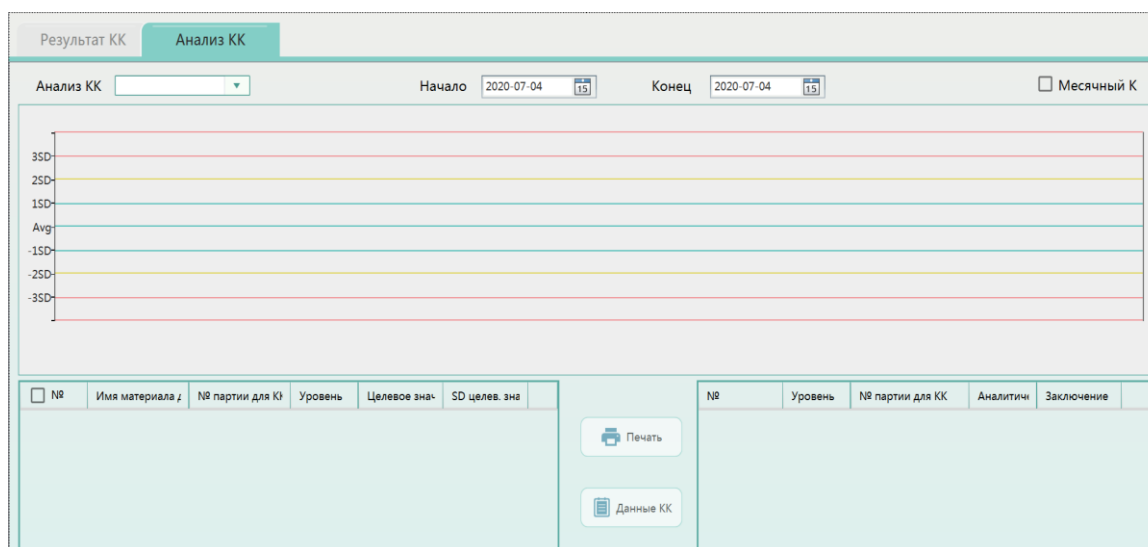 Результат КК Анализ КК
Анализ КК Начало 2020-07-04 15 Конец 2020-07-04 15 Месячный К
3SD
2SD
1SD
Avg
-1SD
-2SD
-3SD
№ Имя материала д № партии для КК Уровень Целевое знач SD целев. зна № Уровень № партии для КК Аналитиче Заключение
Печать
Данные КК